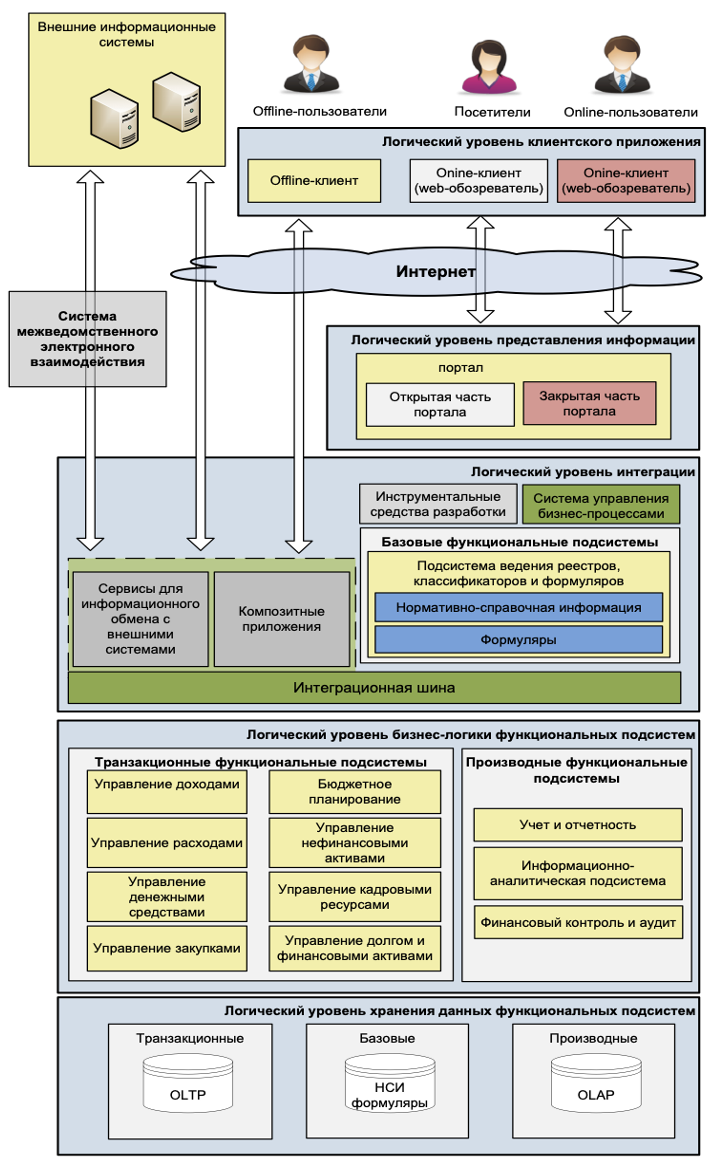 Внешние информационные
системы
Offline-пользователи
Посетители
Online-пользователи
Логический уровень клиентского приложения
Offline-клиент
Onine-клиент
(web-обозреватель)
Onine-клиент
(web-обозреватель)
Интернет
Система
межведомственного
электронного
взаимодействия
Логический уровень представления информации
портал
Открытая часть
портала
Закрытая часть
портала
Логический уровень интеграции
Инструментальные
средства разработки
Система управления
бизнес-процессами
Базовые функциональные подсистемы
Подсистема ведения реестров,
классификаторов и формуляров
Нормативно-справочная информация
Формуляры
Сервисы для
информационного
обмена с
внешними
системами
Композитные
приложения
Интеграционная шина
Логический уровень бизнес-логики функциональных подсистем
Транзакционные функциональные подсистемы
Управление доходами
Бюджетное
планирование
Управление расходами
Управление
нефинансовыми
активами
Управление
денежными
средствами
Управление кадровыми
ресурсами
Управление закупками
Управление долгом и
финансовыми активами
Производные функциональные
подсистемы
Учет и отчетность
Информационно-
аналитическая подсистема
Финансовый контроль и аудит
Логический уровень хранения данных функциональных подсистем
Транзакционные
OLTP
Базовые
НСИ
формуляры
Производные
OLAP